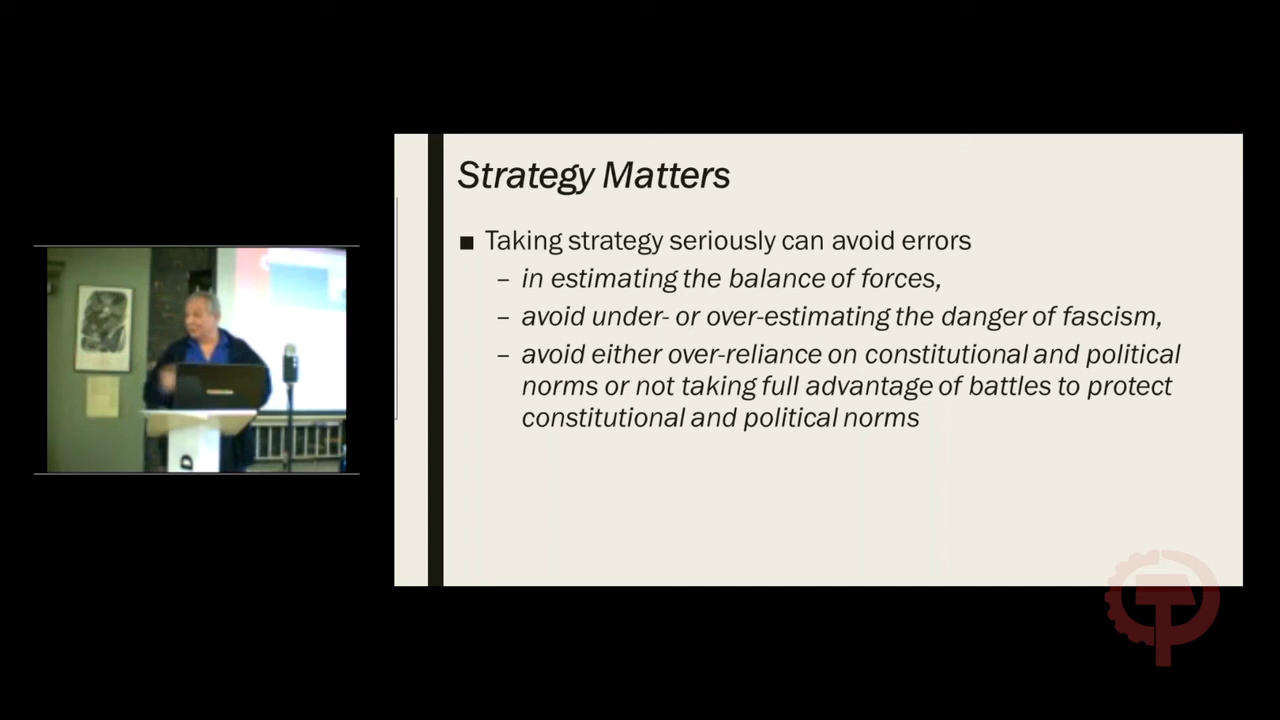 Strategy Matters
■ Taking strategy seriously can avoid errors
– in estimating the balance of forces,
– avoid under- or over-estimating the danger of fascism,
– avoid either over-reliance on constitutional and political
norms or not taking full advantage of battles to protect
constitutional and political norms